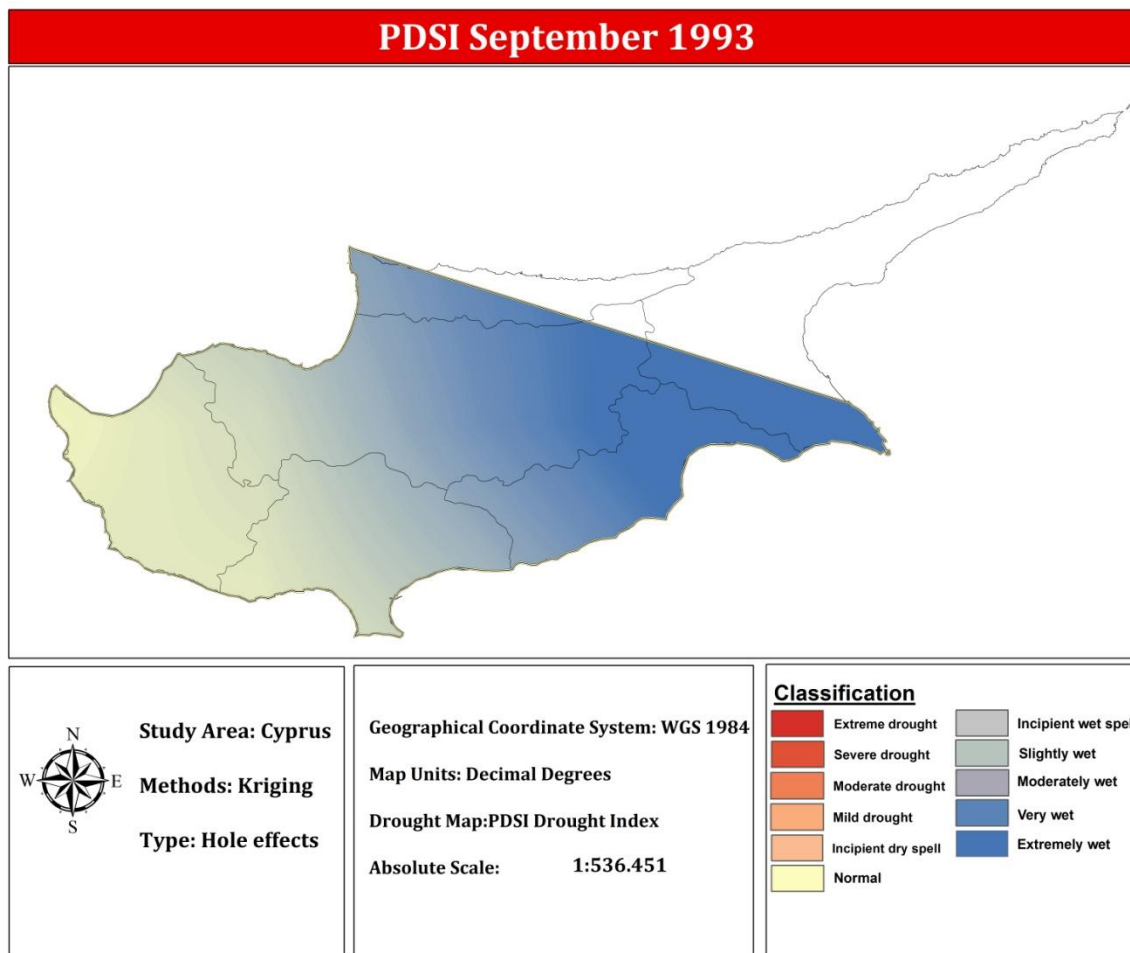 PDSI September 1993
N
W E
S
Study Area: Cyprus
Methods: Kriging
Type: Hole effects
Geographical Coordinate System: WGS 1984
Map Units: Decimal Degrees
Drought Map:PDSI Drought Index
Absolute Scale: 1:536.451
Classification
Extreme drought
Severe drought
Moderate drought
Mild drought
Incipient dry spell
Normal
Incipient wet spel
Slightly wet
Moderately wet
Very wet
Extremely wet